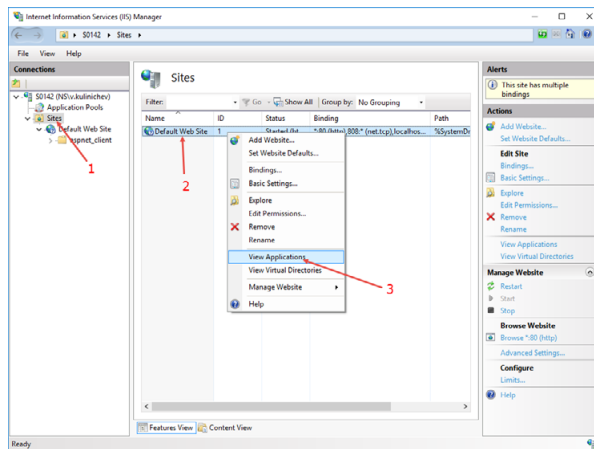 Internet Information Services (IIS) Manager
S0142 Sites
File View Help
Connections
S0142 (NS\v.kulinichev)
Application Pools
Sites
Default Web Site
aspnet_client
1
Sites
Filter: Go Show All Group by: No Grouping
Name ID Status Binding Path
Default Web Site 1 Started (ht *:80 (http),808:* (net.tcp),localhos... %SystemDr
2
Add Website...
Set Website Defaults...
Bindings...
Basic Settings...
Explore
Edit Permissions...
Remove
Rename
View Applications
View Virtual Directories
Manage Website
Help
3
Features View Content View
Alerts
This site has multiple
bindings
Actions
Add Website...
Set Website Defaults...
Edit Site
Bindings...
Basic Settings...
Explore
Edit Permissions...
Remove
Rename
View Applications
View Virtual Directories
Manage Website
Restart
Start
Stop
Browse Website
Browse *:80 (http)
Advanced Settings...
Configure
Limits...
Help
Ready